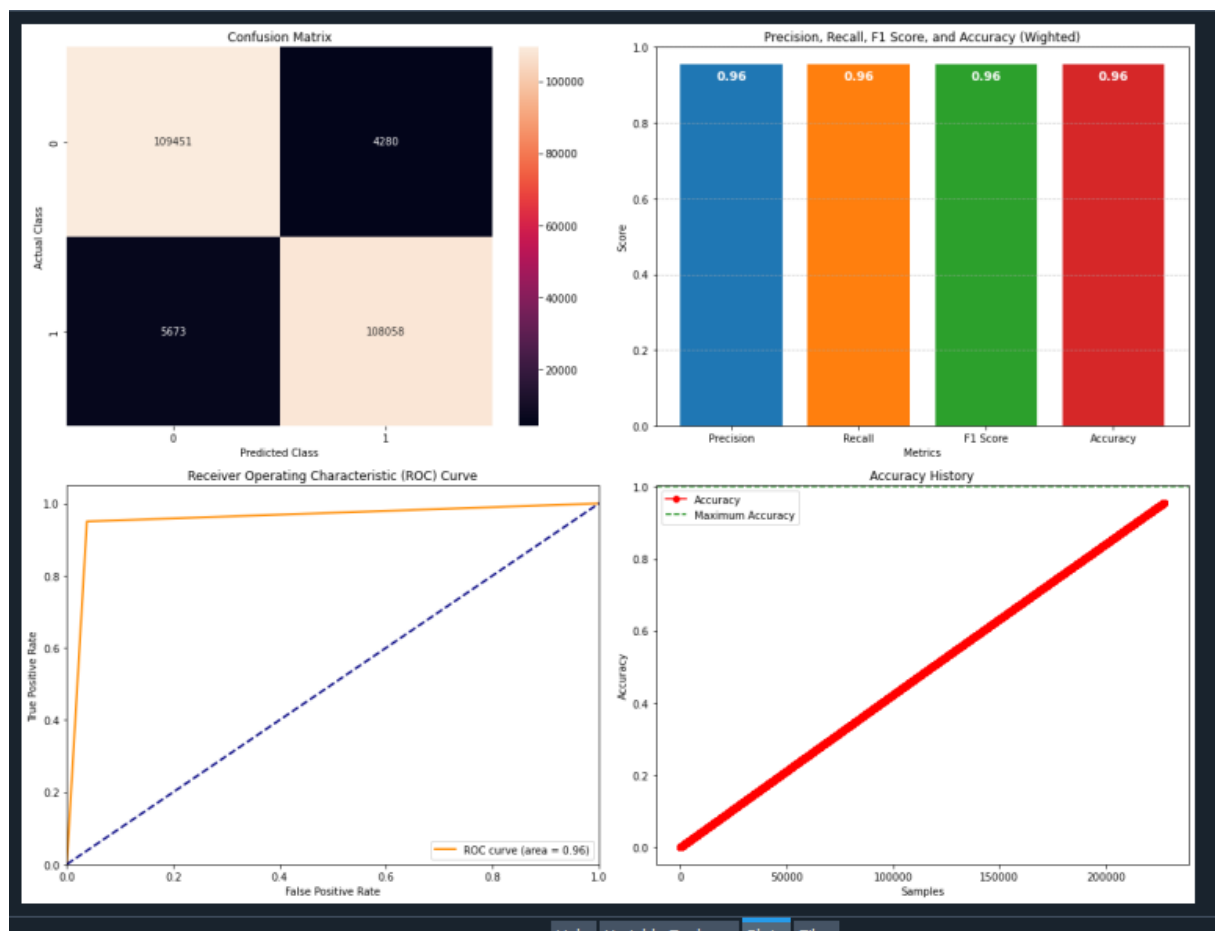 Confusion Matrix
Actual Class
0
1
109451
4280
5673
108058
0
1
Predicted Class
100000
80000
60000
40000
20000
Precision, Recall, F1 Score, and Accuracy (Wighted)
Score
1.0
0.8
0.6
0.4
0.2
0.0
0.96
0.96
0.96
0.96
Precision
Recall
F1 Score
Accuracy
Metrics
Receiver Operating Characteristic (ROC) Curve
True Positive Rate
1.0
0.8
0.6
0.4
0.2
0.0
ROC curve (area = 0.96)
0.0
0.2
0.4
0.6
0.8
1.0
False Positive Rate
Accuracy History
Accuracy
1.0
0.8
0.6
0.4
0.2
0.0
Accuracy
Maximum Accuracy
0
50000
100000
150000
200000
Samples